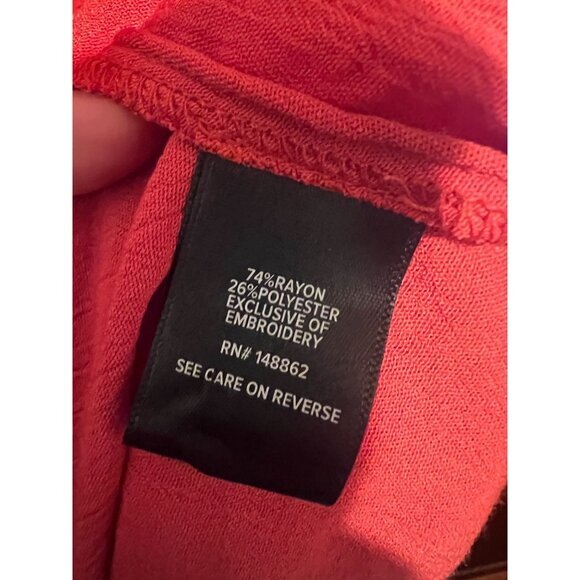 74%RAYON
26%POLYESTER
EXCLUSIVE OF
EMBROIDERY
RN# 148862
SEE CARE ON REVERSE